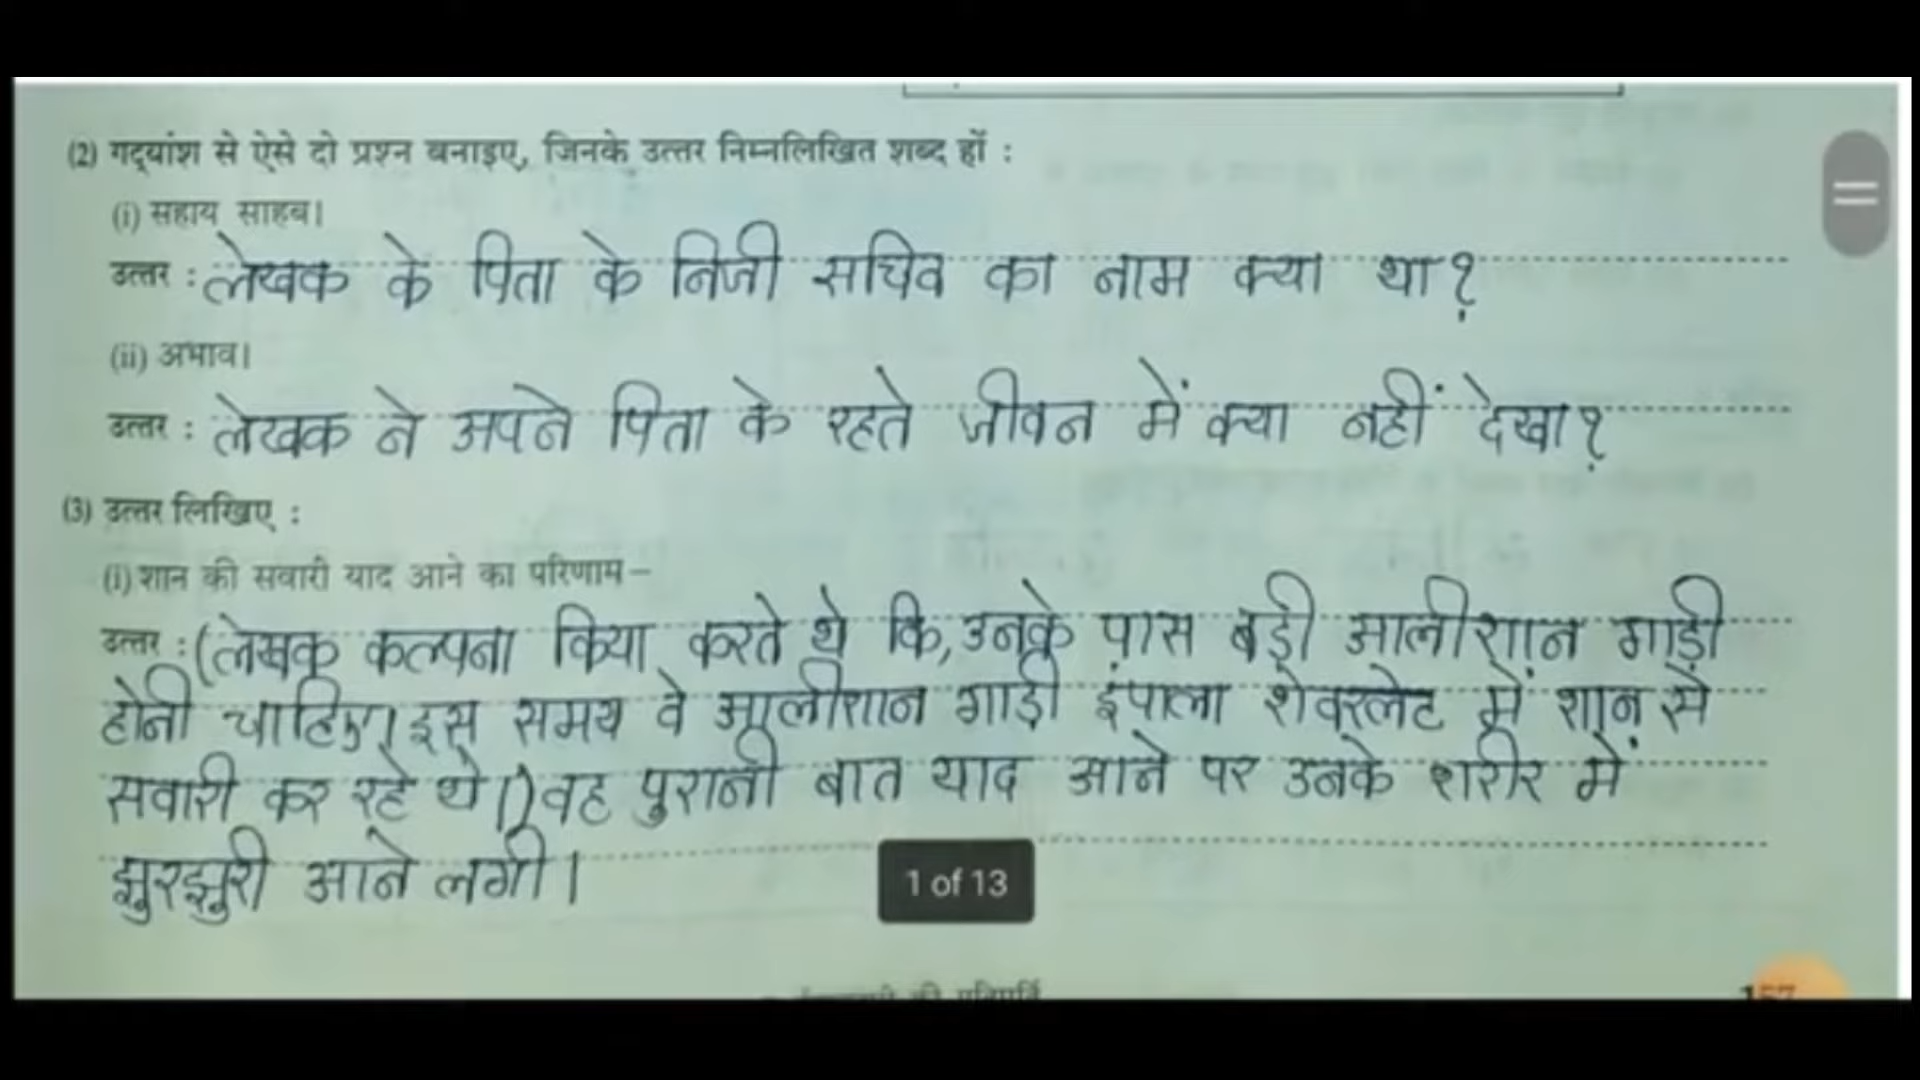 (2) गद्यांश से ऐसे दो प्रश्न बनाइए, जिनके उत्तर निम्नलिखित शब्द हों :
(i) सहाय साहब।
उत्तर : लेखक के पिता के निजी सचिव का नाम क्या था?
(ii) अभाव।
उत्तर : लेखक ने अपने पिता के रहते जीवन में क्या नहीं देखा?
(3) उत्तर लिखिए :
(i) शान की सवारी याद आने का परिणाम –
उत्तर : (लेखक कल्पना किया करते थे कि, उनके पास बड़ी आलीशान गाड़ी
होनी चाहिए। इस समय वे आलीशान गाड़ी इंपाला शेवरलेट में शान से
सवारी कर रहे थे।) वह पुरानी बात याद आने पर उनके शरीर में
झुरझुरी आने लगी।
1 of 13